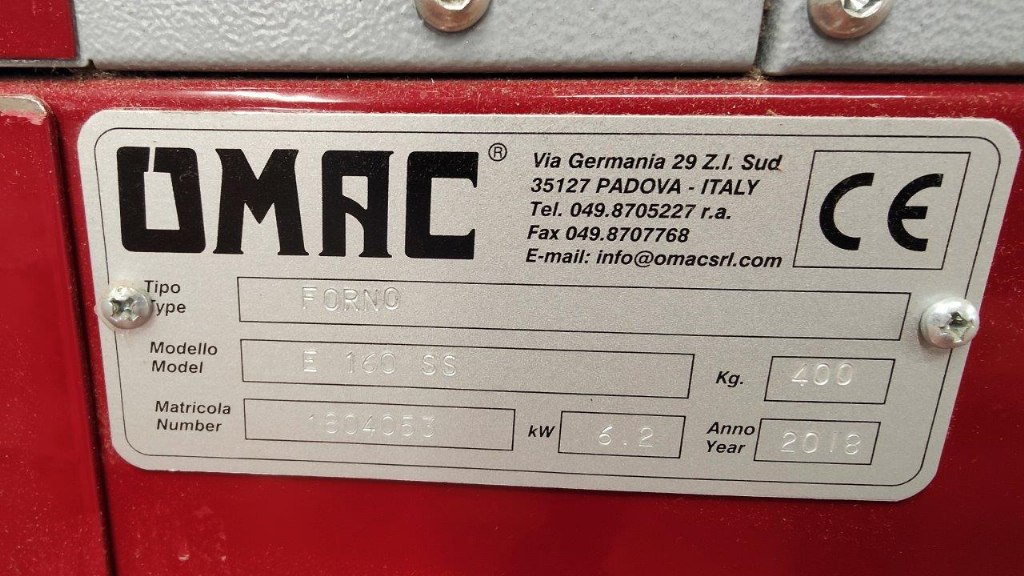 OMAC®
Via Germania 29 Z.I. Sud
35127 PADOVA - ITALY
Tel. 049.8705227 r.a.
Fax 049.8707768
E-mail: info@omacsrl.com
CE
Tipo
Type
FORNO
Modello
Model
E 160 SS
Kg. 400
Matricola
Number
1804053
kW 6.2
Anno
Year
2018